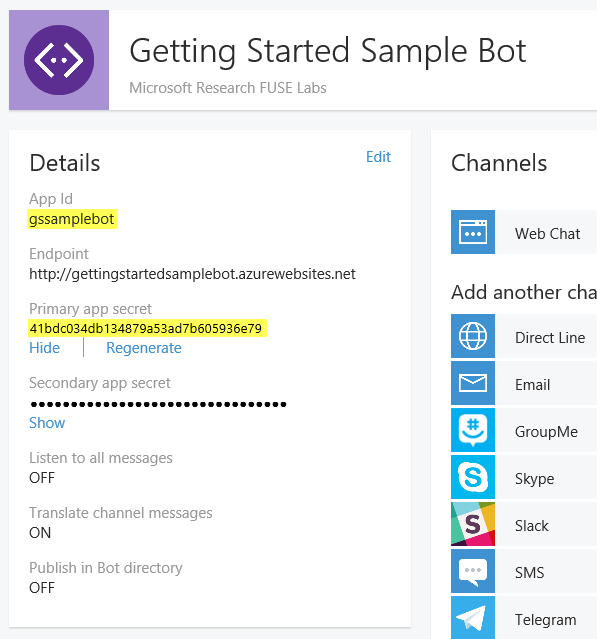 Getting Started Sample Bot
Microsoft Research FUSE Labs
Details
Edit
App Id
gssamplebot
Endpoint
http://gettingstartedsamplebot.azurewebsites.net
Primary app secret
41bdc034db134879a53ad7b605936e79
Hide
Regenerate
Secondary app secret
••••••••••••••••••••••••••••••••
Show
Listen to all messages
OFF
Translate channel messages
ON
Publish in Bot directory
OFF
Channels
Web Chat
Add another cha
Direct Line
Email
GroupMe
Skype
Slack
SMS
Telegram